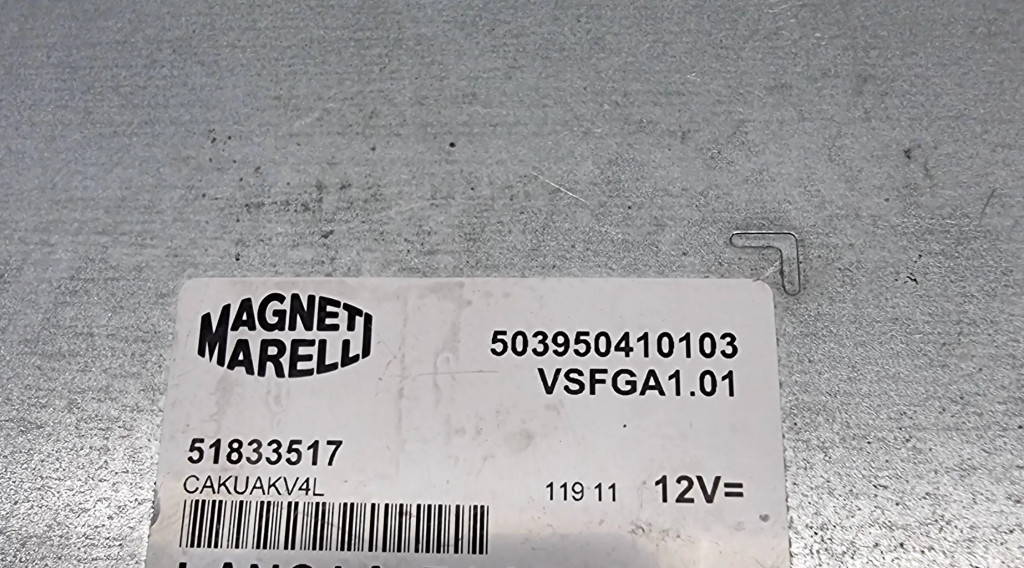 MAGNETI
MARELLI
503950410103
VSFGA1.01
51833517
CAKUAKV4L
119 11 12V=